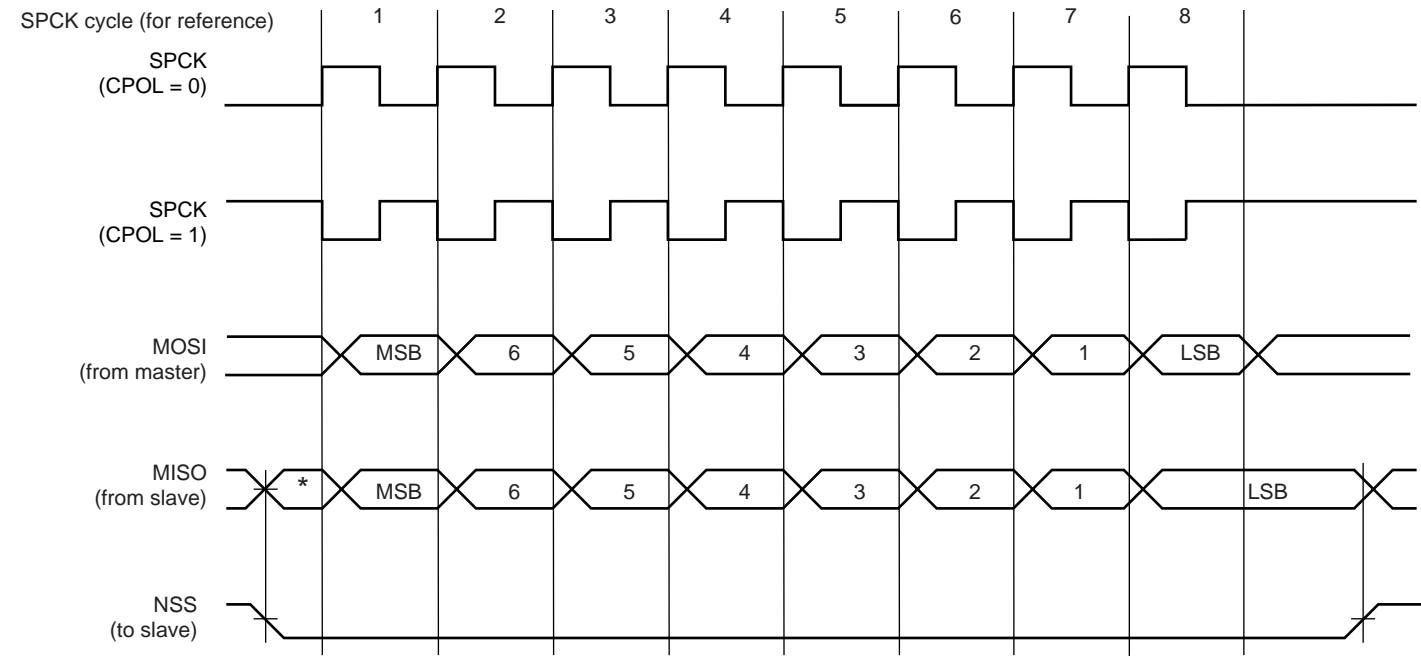 SPCK cycle (for reference) 1 2 3 4 5 6 7 8
SPCK
(CPOL = 0)
SPCK
(CPOL = 1)
MOSI
(from master)
MSB 6 5 4 3 2 1 LSB
MISO
(from slave)
* MSB 6 5 4 3 2 1 LSB
NSS
(to slave)